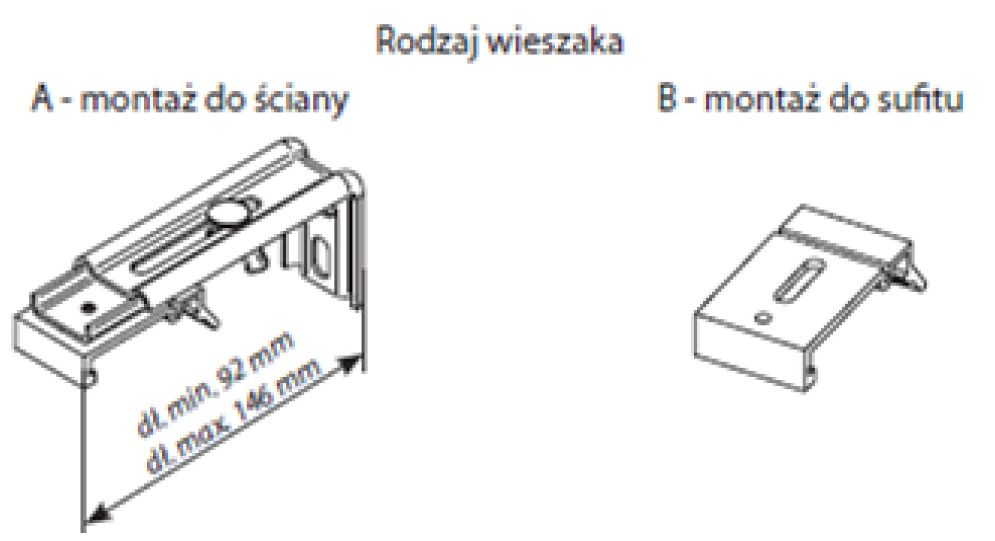 Rodzaj wieszaka
A - montaż do ściany
B - montaż do sufitu
dł. min. 92 mm
dł. max. 146 mm